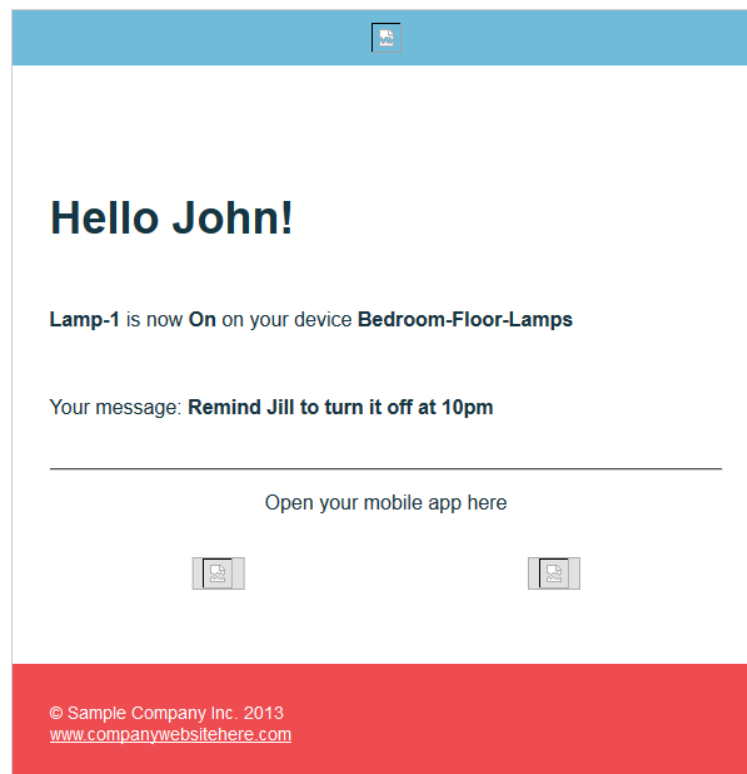 Hello John!
Lamp-1 is now On on your device Bedroom-Floor-Lamps
Your message: Remind Jill to turn it off at 10pm
Open your mobile app here
© Sample Company Inc. 2013
www.companywebsitehere.com